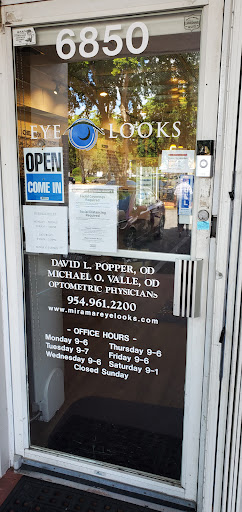 6850
EYE LOOKS
OPEN
COME IN
DAVID L. POPPER, OD
MICHAEL O. VALLE, OD
OPTOMETRIC PHYSICIANS
954.961.2200
www.miramareyelooks.com
- OFFICE HOURS -
Monday 9-6 Thursday 9-6
Tuesday 9-7 Friday 9-6
Wednesday 9-6 Saturday 9-1
Closed Sunday